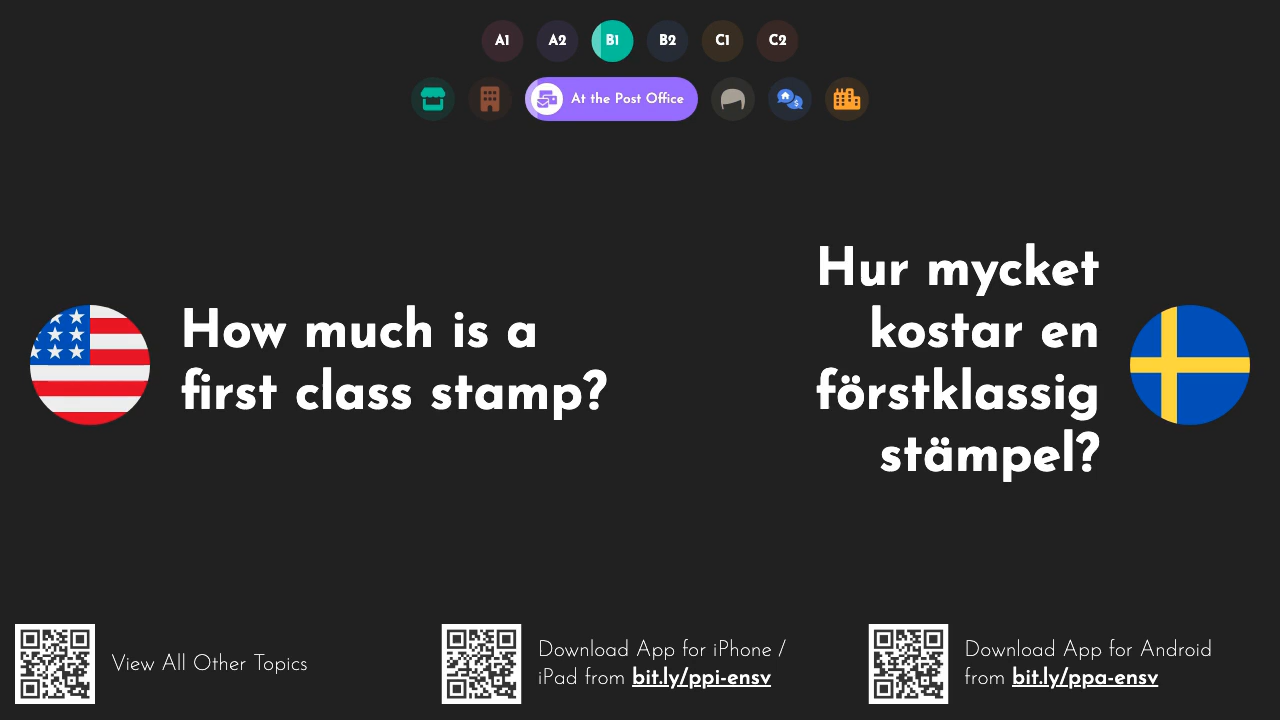 A1 A2 B1 B2 C1 C2
At the Post Office
How much is a
first class stamp?
Hur mycket
kostar en
förstklassig
stämpel?
View All Other Topics
Download App for iPhone /
iPad from bit.ly/ppi-ensv
Download App for Android
from bit.ly/ppa-ensv